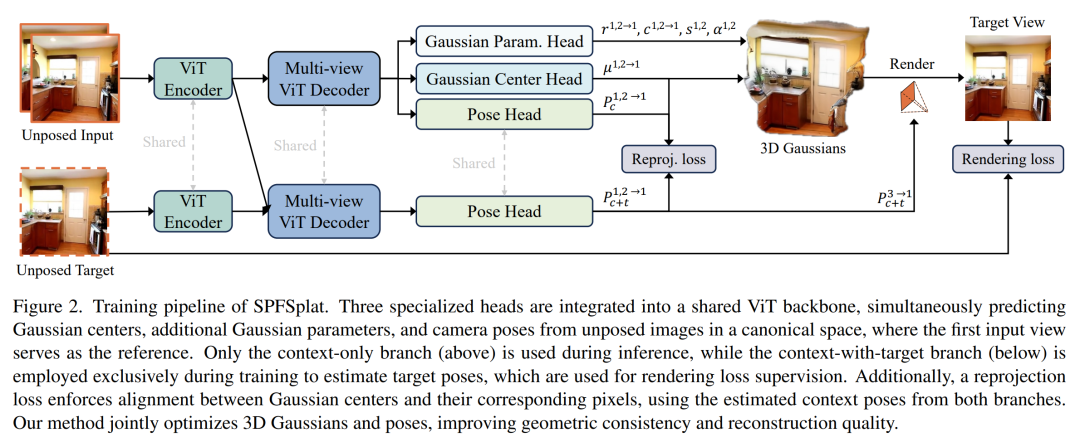 ViT
Encoder
Multi-view
ViT Decoder
Gaussian Param. Head
Gaussian Center Head
Pose Head
r^{1,2→1}, c^{1,2→1}, s^{1,2}, α^{1,2}
μ^{1,2→1}
P_c^{1,2→1}
Target View
Render
Unposed Input
Shared
Shared
Shared
Reproj. loss
3D Gaussians
Rendering loss
ViT
Encoder
Multi-view
ViT Decoder
Pose Head
P_{c+t}^{1,2→1}
P_{c+t}^{3→1}
Unposed Target
Figure 2. Training pipeline of SPFSplat. Three specialized heads are integrated into a shared ViT backbone, simultaneously predicting
Gaussian centers, additional Gaussian parameters, and camera poses from unposed images in a canonical space, where the first input view
serves as the reference. Only the context-only branch (above) is used during inference, while the context-with-target branch (below) is
employed exclusively during training to estimate target poses, which are used for rendering loss supervision. Additionally, a reprojection
loss enforces alignment between Gaussian centers and their corresponding pixels, using the estimated context poses from both branches.
Our method jointly optimizes 3D Gaussians and poses, improving geometric consistency and reconstruction quality.